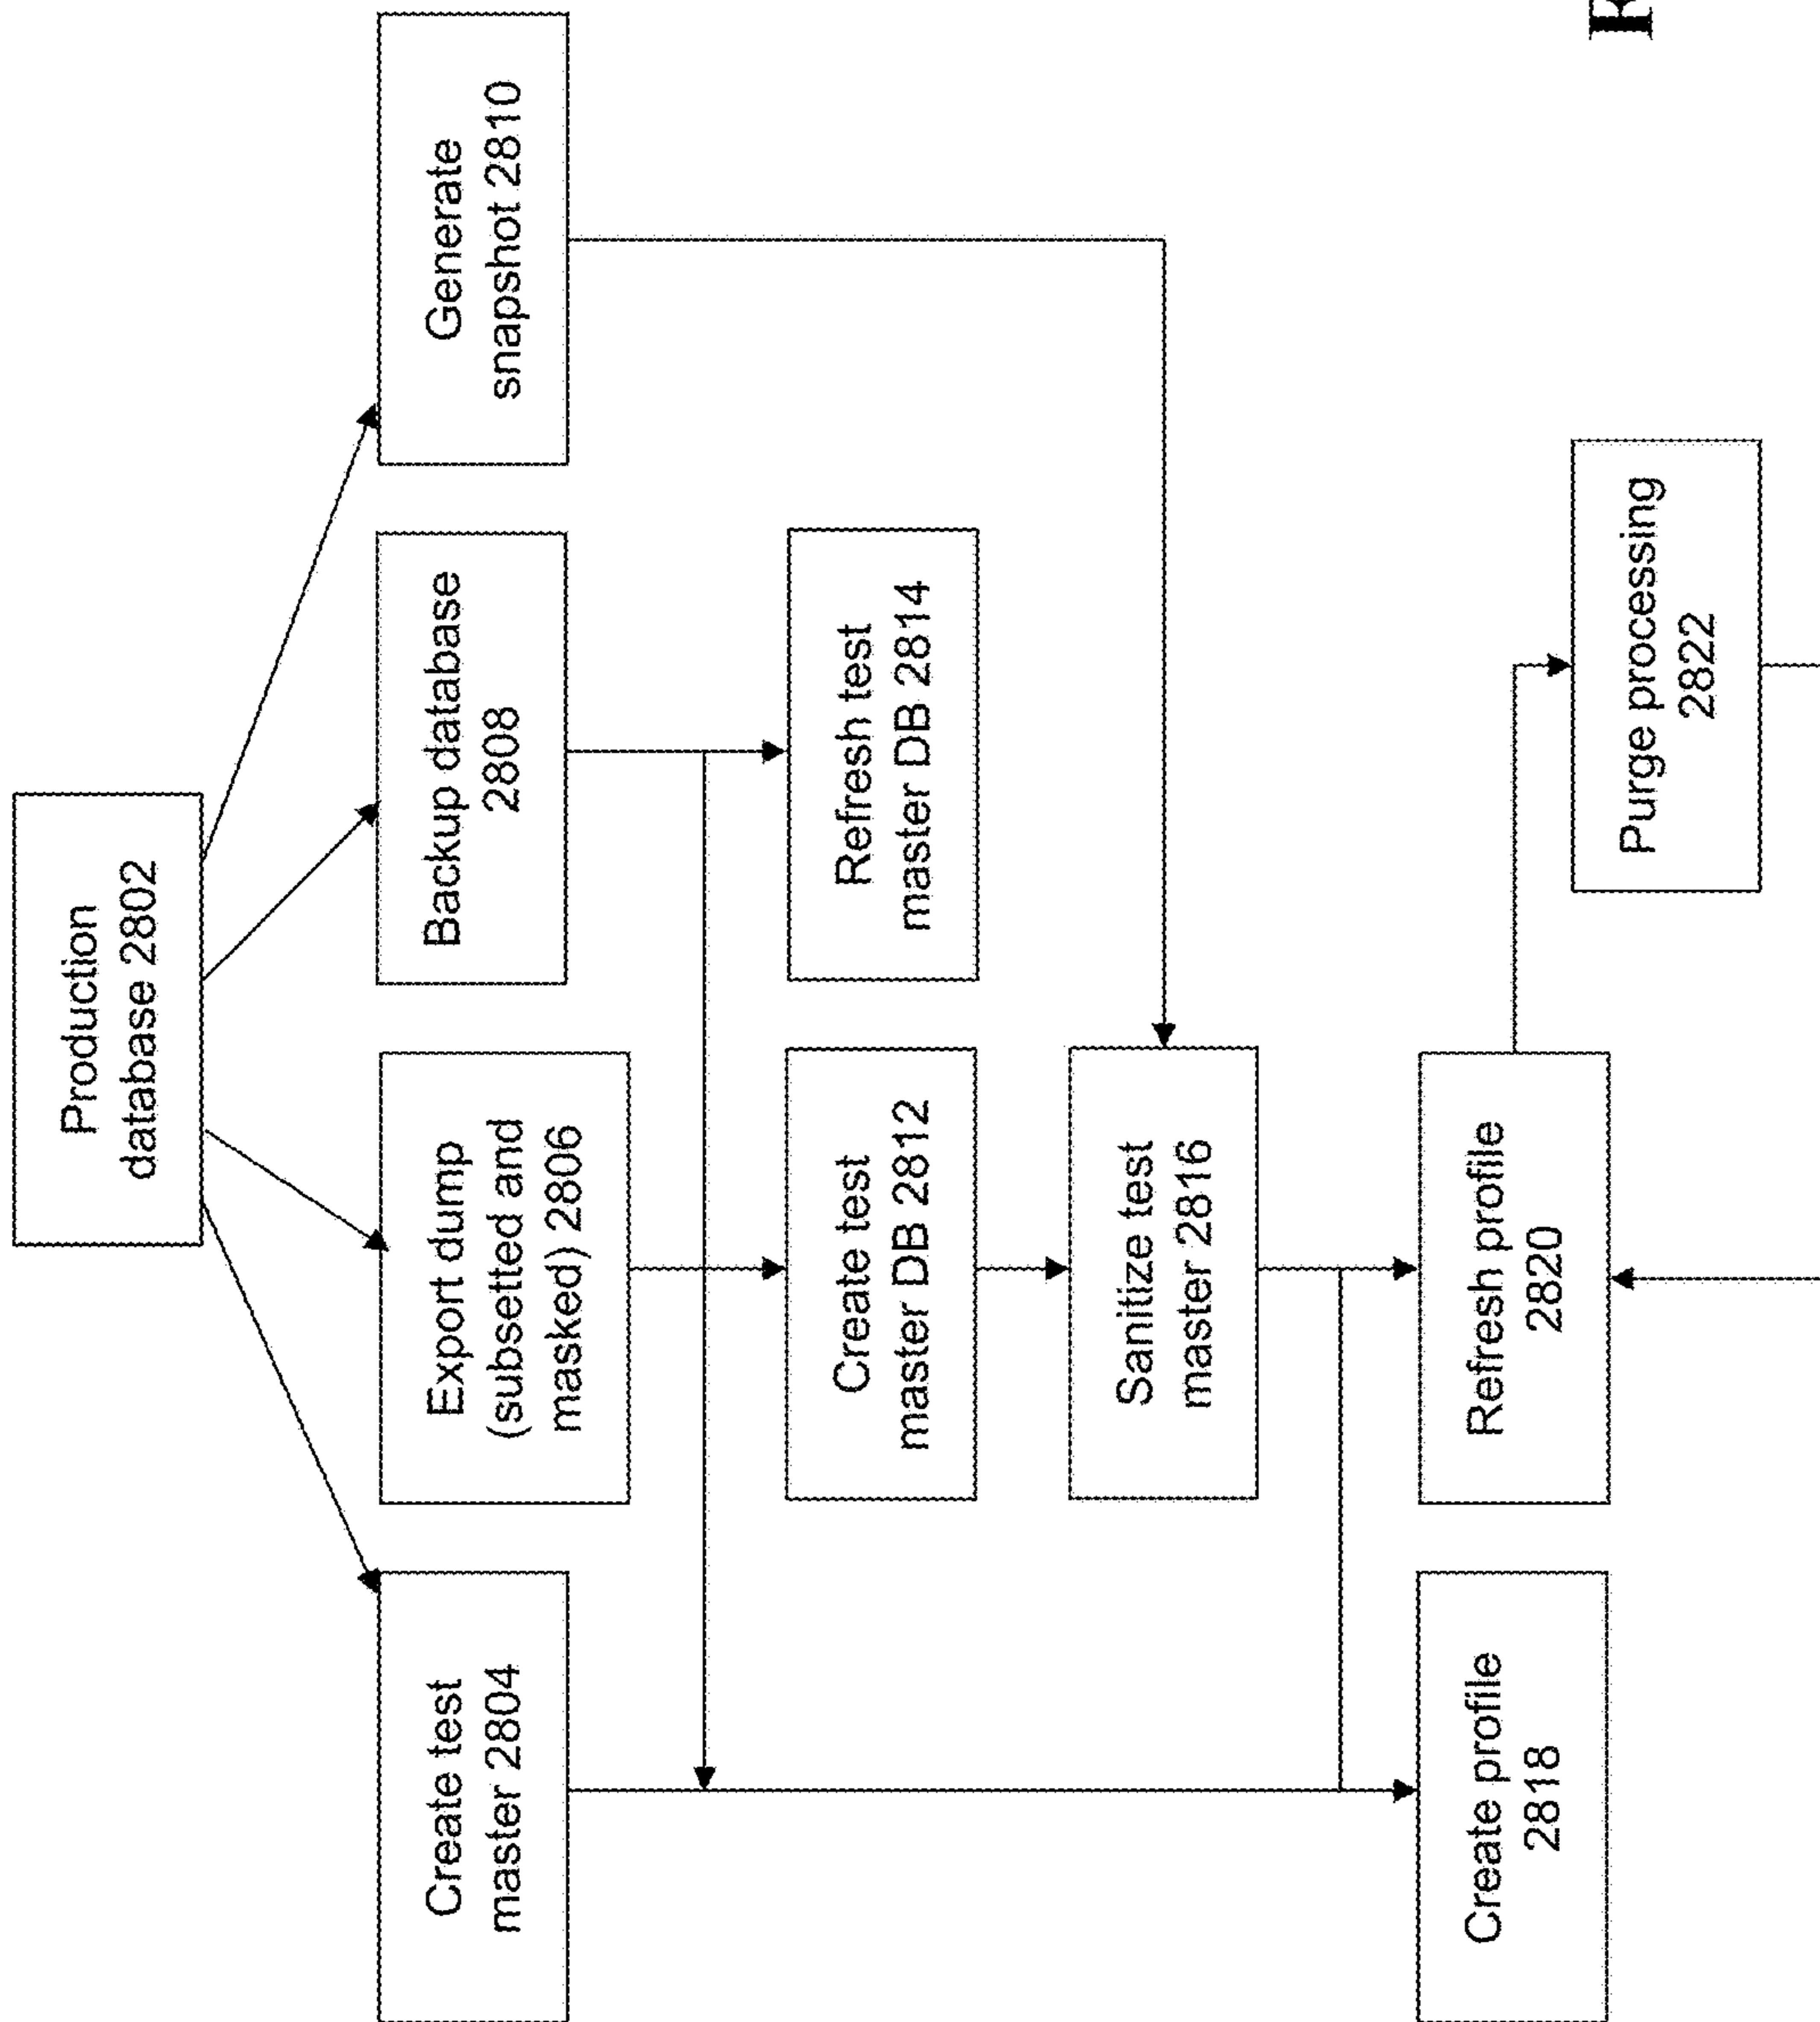 Production
database 2802
Create test
master 2804
Export dump
(subsetted and
masked) 2806
Backup database
2808
Generate
snapshot 2810
Create test
master DB 2812
Refresh test
master DB 2814
Sanitize test
master 2816
Create profile
2818
Refresh profile
2820
Purge processing
2822